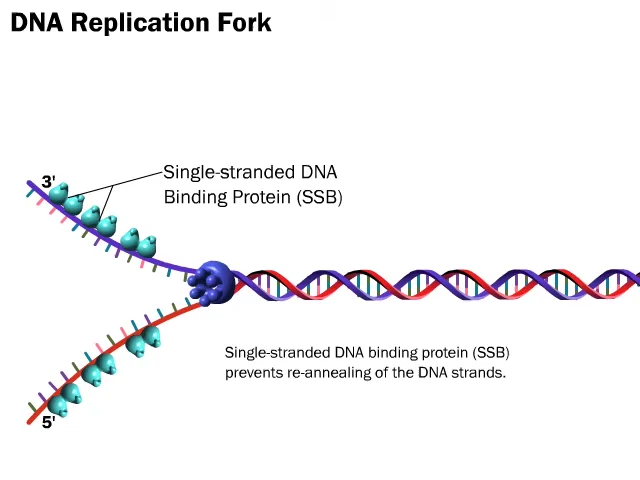 DNA Replication Fork
3'
Single-stranded DNA
Binding Protein (SSB)
Single-stranded DNA binding protein (SSB)
prevents re-annealing of the DNA strands.
5'